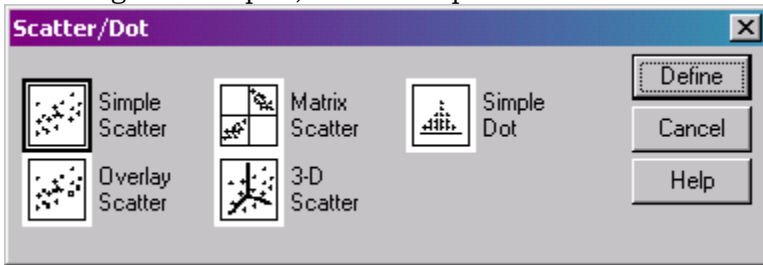 Scatter/Dot
Simple
Scatter
Matrix
Scatter
Simple
Dot
Define
Cancel
Overlay
Scatter
3-D
Scatter
Help